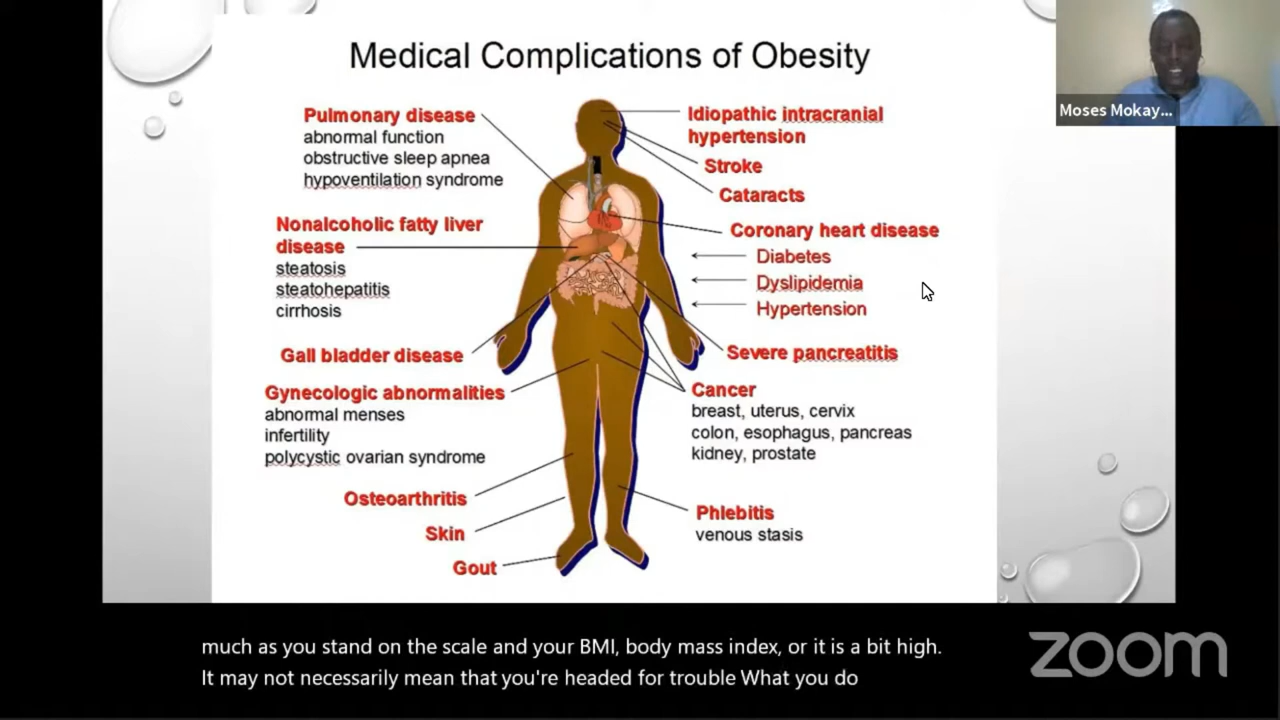 Medical Complications of Obesity
Moses Mokay...
Pulmonary disease
abnormal function
obstructive sleep apnea
hypoventilation syndrome
Nonalcoholic fatty liver
disease
steatosis
steatohepatitis
cirrhosis
Gall bladder disease
Gynecologic abnormalities
abnormal menses
infertility
polycystic ovarian syndrome
Osteoarthritis
Skin
Gout
Idiopathic intracranial
hypertension
Stroke
Cataracts
Coronary heart disease
Diabetes
Dyslipidemia
Hypertension
Severe pancreatitis
Cancer
breast, uterus, cervix
colon, esophagus, pancreas
kidney, prostate
Phlebitis
venous stasis
much as you stand on the scale and your BMI, body mass index, or it is a bit high.
It may not necessarily mean that you're headed for trouble What you do
zoom